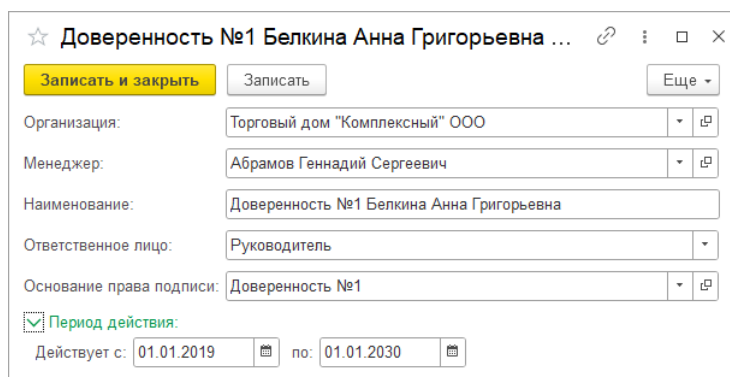 Доверенность №1 Белкина Анна Григорьевна ...
Записать и закрыть Записать Еще
Организация: Торговый дом "Комплексный" ООО
Менеджер: Абрамов Геннадий Сергеевич
Наименование: Доверенность №1 Белкина Анна Григорьевна
Ответственное лицо: Руководитель
Основание права подписи: Доверенность №1
Период действия:
Действует с: 01.01.2019 по: 01.01.2030